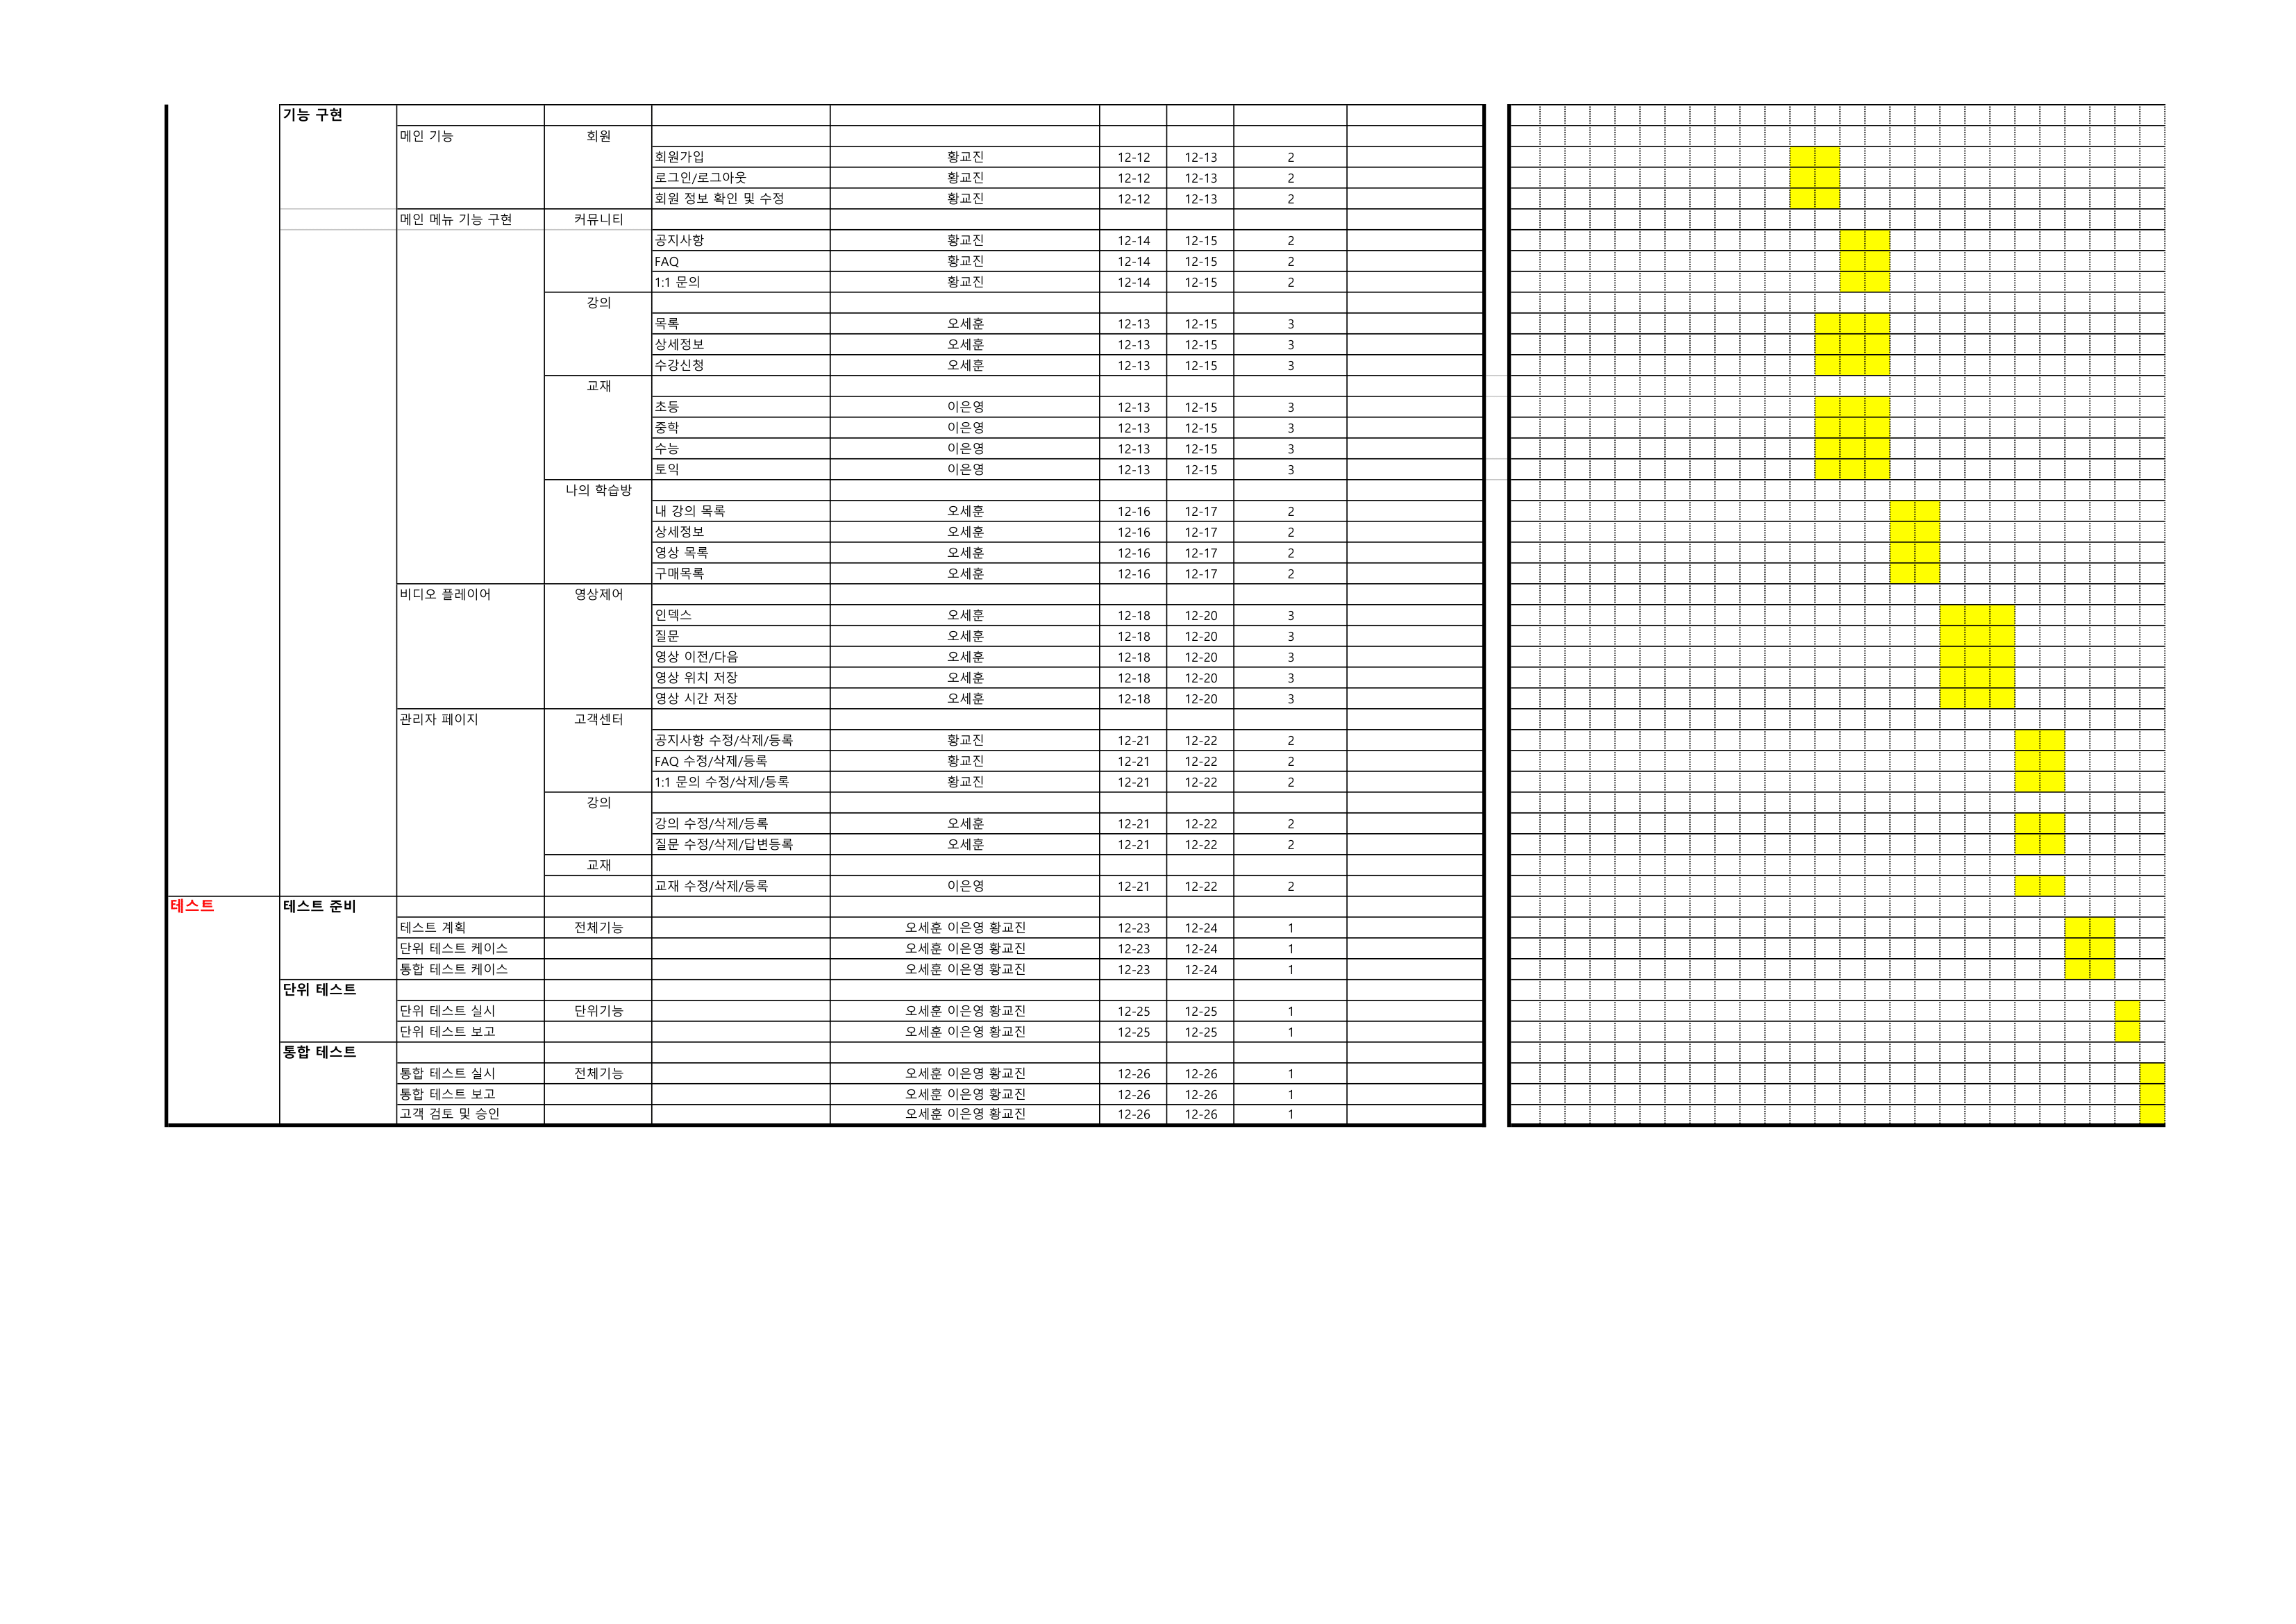 기능 구현
메인 기능 회원
회원가입 황교진 12-12 12-13 2
로그인/로그아웃 황교진 12-12 12-13 2
회원 정보 확인 및 수정 황교진 12-12 12-13 2
메인 메뉴 기능 구현 커뮤니티
공지사항 황교진 12-14 12-15 2
FAQ 황교진 12-14 12-15 2
1:1 문의 황교진 12-14 12-15 2
강의
목록 오세훈 12-13 12-15 3
상세정보 오세훈 12-13 12-15 3
수강신청 오세훈 12-13 12-15 3
교재
초등 이은영 12-13 12-15 3
중학 이은영 12-13 12-15 3
수능 이은영 12-13 12-15 3
토익 이은영 12-13 12-15 3
나의 학습방
내 강의 목록 오세훈 12-16 12-17 2
상세정보 오세훈 12-16 12-17 2
영상 목록 오세훈 12-16 12-17 2
구매목록 오세훈 12-16 12-17 2
비디오 플레이어 영상제어
인덱스 오세훈 12-18 12-20 3
질문 오세훈 12-18 12-20 3
영상 이전/다음 오세훈 12-18 12-20 3
영상 위치 저장 오세훈 12-18 12-20 3
영상 시간 저장 오세훈 12-18 12-20 3
관리자 페이지 고객센터
공지사항 수정/삭제/등록 황교진 12-21 12-22 2
FAQ 수정/삭제/등록 황교진 12-21 12-22 2
1:1 문의 수정/삭제/등록 황교진 12-21 12-22 2
강의
강의 수정/삭제/등록 오세훈 12-21 12-22 2
질문 수정/삭제/답변등록 오세훈 12-21 12-22 2
교재
교재 수정/삭제/등록 이은영 12-21 12-22 2
테스트 테스트 준비
테스트 계획 전체기능 오세훈 이은영 황교진 12-23 12-24 1
단위 테스트 케이스 오세훈 이은영 황교진 12-23 12-24 1
통합 테스트 케이스 오세훈 이은영 황교진 12-23 12-24 1
단위 테스트
단위 테스트 실시 단위기능 오세훈 이은영 황교진 12-25 12-25 1
단위 테스트 보고 오세훈 이은영 황교진 12-25 12-25 1
통합 테스트
통합 테스트 실시 전체기능 오세훈 이은영 황교진 12-26 12-26 1
통합 테스트 보고 오세훈 이은영 황교진 12-26 12-26 1
고객 검토 및 승인 오세훈 이은영 황교진 12-26 12-26 1